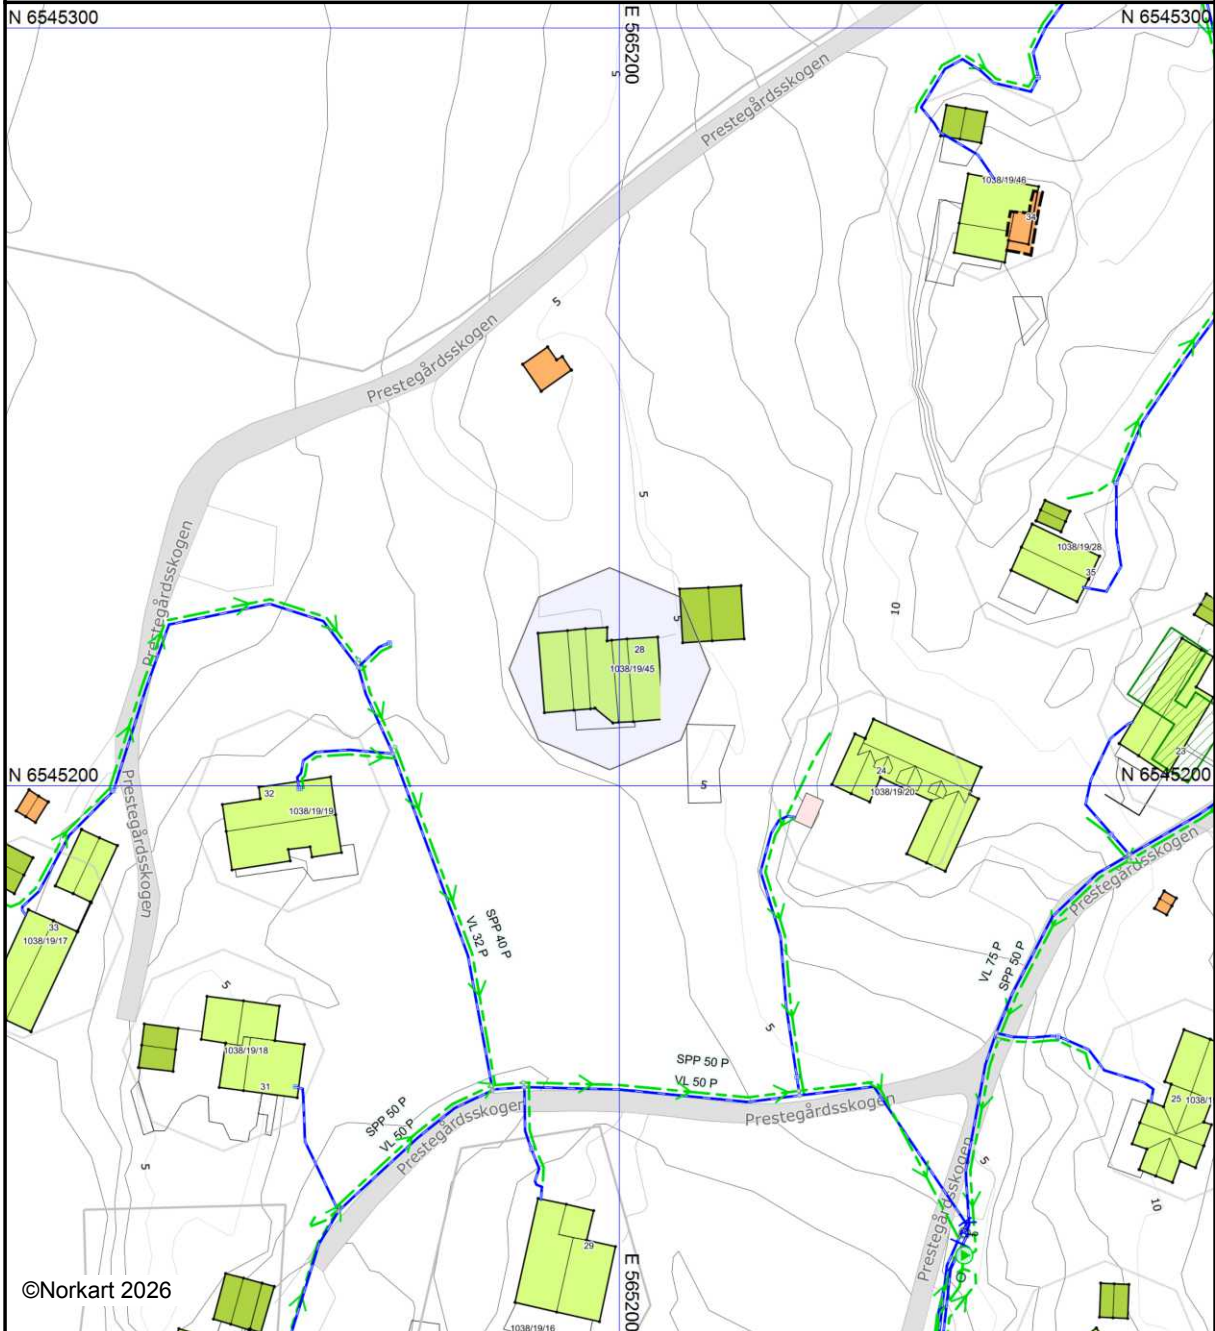 N 6545300
E 565200
N 6545300
5
Prestegårdsskogen
1038/19/46
34
5
Prestegårdsskogen
5
Prestegårdsskogen
1038/19/28
35
10
5
28
1038/19/45
23
N 6545200
5
24
1038/19/20
N 6545200
Prestegårdsskogen
32
1038/19/19
Prestegårdsskogen
33
1038/19/17
SPP 40 P
VL 32 P
VL 75 P
SPP 50 P
5
5
1038/19/18
31
SPP 50 P
VL 50 P
25
1038/1
SPP 50 P
VL 50 P
Prestegårdsskogen
Prestegårdsskogen
5
5
Prestegårdsskogen
10
29
E 565200
©Norkart 2026
1038/19/16